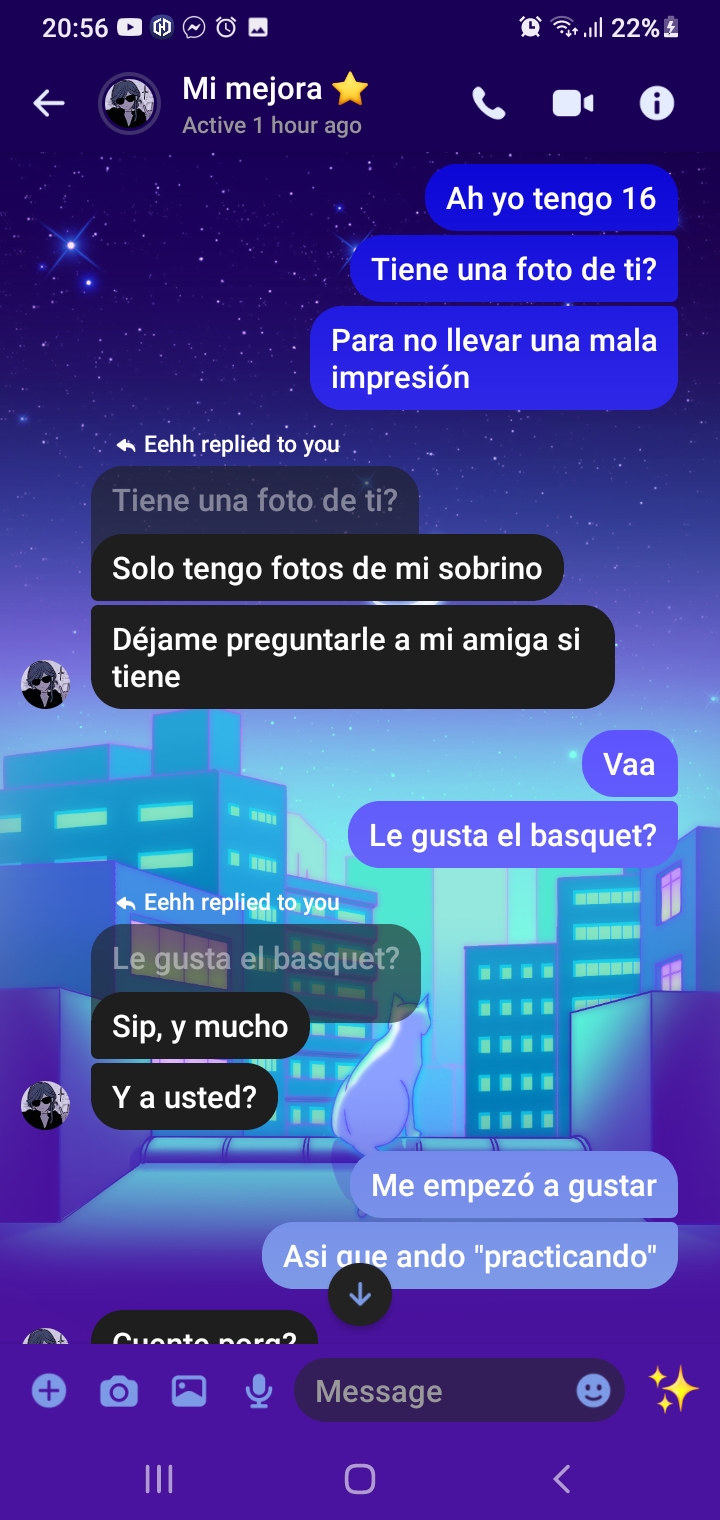 20:56
22%
Mi mejora ⭐
Active 1 hour ago
Ah yo tengo 16
Tiene una foto de ti?
Para no llevar una mala
impresión
Eehh replied to you
Tiene una foto de ti?
Solo tengo fotos de mi sobrino
Déjame preguntarle a mi amiga si
tiene
Vaa
Le gusta el basquet?
Eehh replied to you
Le gusta el basquet?
Sip, y mucho
Y a usted?
Me empezó a gustar
Asi que ando "practicando"
Cuente porq?
Message